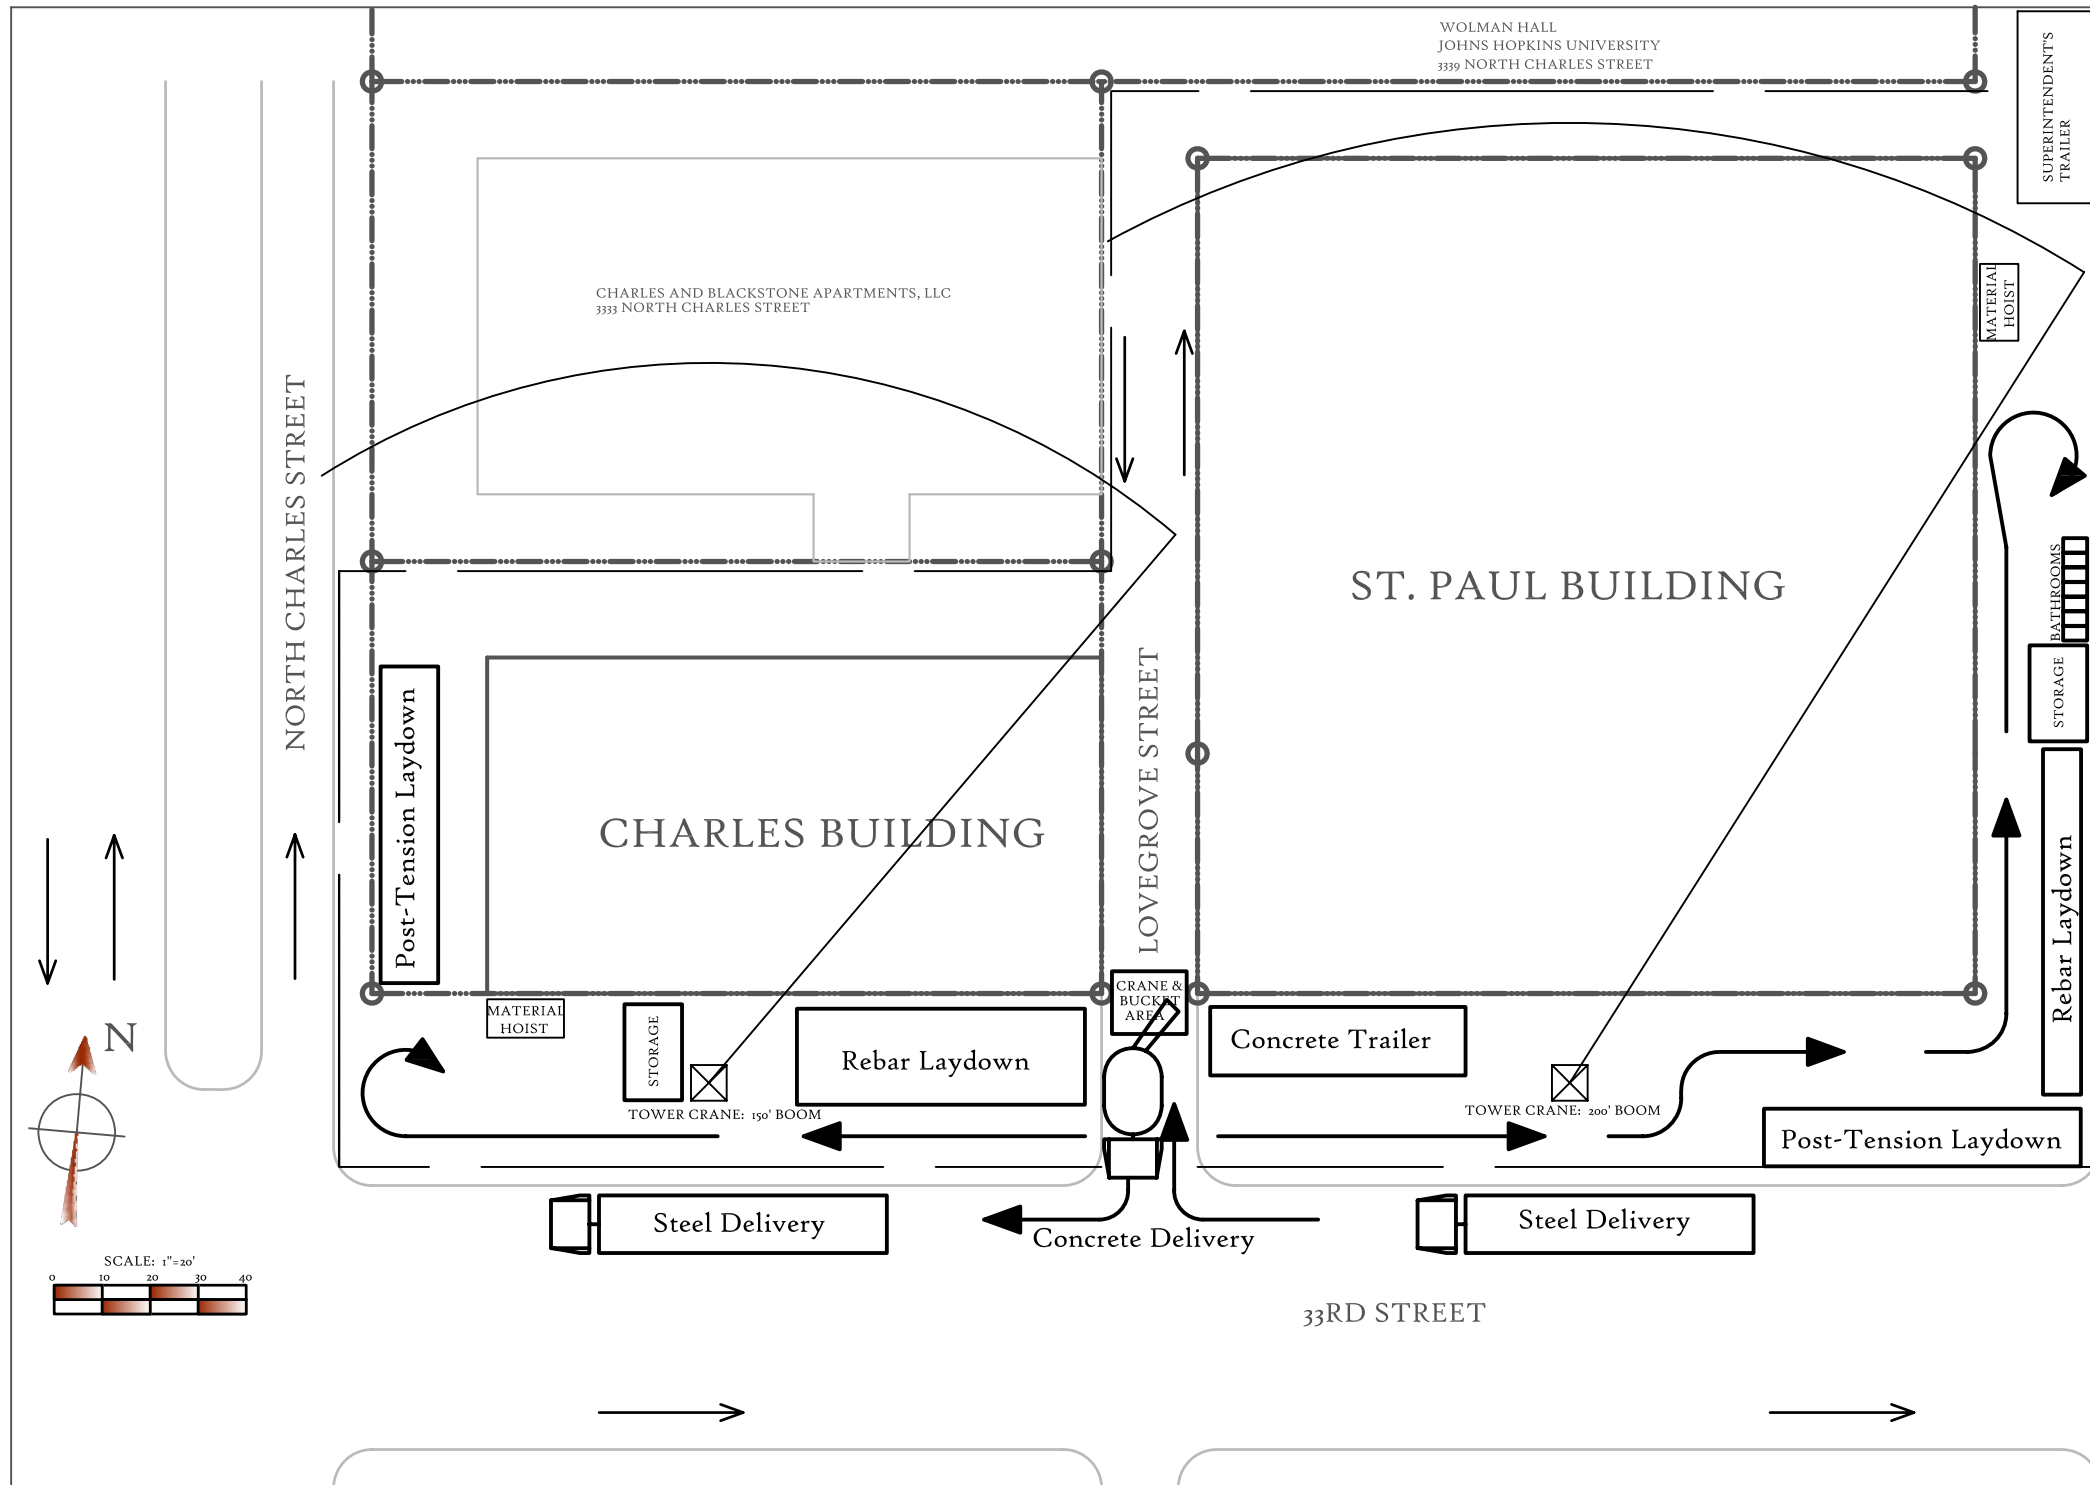 WOLMAN HALL
JOHNS HOPKINS UNIVERSITY
3339 NORTH CHARLES STREET
SUPERINTENDENT'S
TRAILER
CHARLES AND BLACKSTONE APARTMENTS, LLC
3333 NORTH CHARLES STREET
MATERIAL
HOIST
NORTH CHARLES STREET
ST. PAUL BUILDING
BATHROOMS
STORAGE
Post-Tension Laydown
CHARLES BUILDING
LOVEGROVE STREET
Rebar Laydown
CRANE &
BUCKET
AREA
MATERIAL
HOIST
STORAGE
Rebar Laydown
Concrete Trailer
N
TOWER CRANE: 150' BOOM
TOWER CRANE: 200' BOOM
Post-Tension Laydown
Steel Delivery
Concrete Delivery
Steel Delivery
SCALE: 1"=20'
0 10 20 30 40
33RD STREET